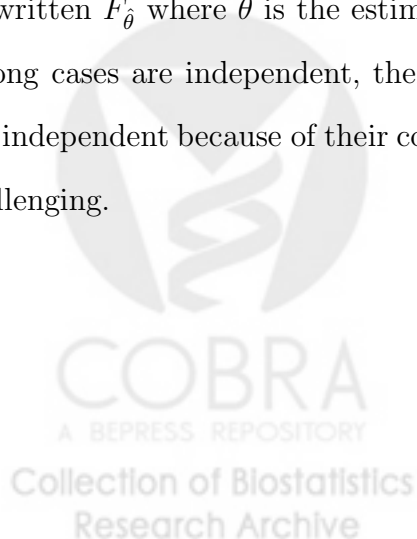 written F_θ̂ where θ̂ is the estim
ong cases are independent, the
independent because of their co
llenging.
COBRA
A BEPRESS REPOSITORY
Collection of Biostatistics
Research Archive